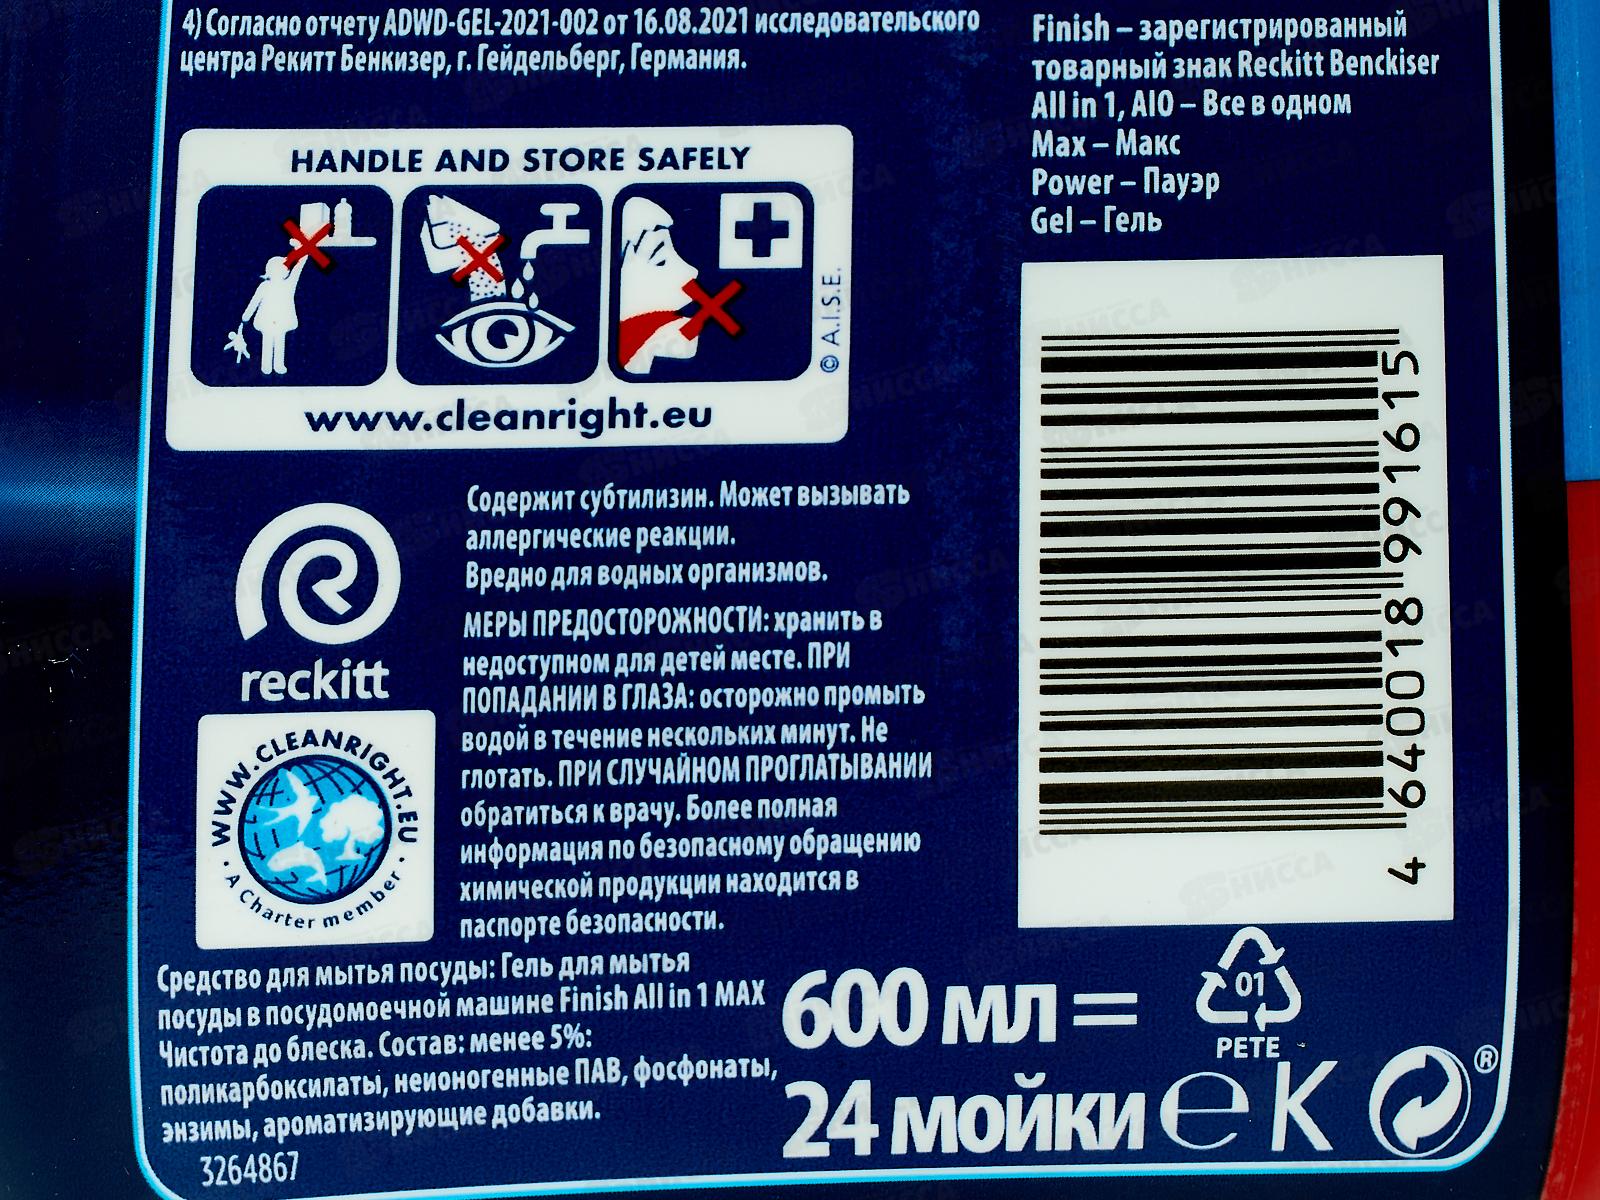 4) Согласно отчету ADWD-GEL-2021-002 от 16.08.2021 исследовательского
центра Рекитт Бенкизер, г. Гейдельберг, Германия.
Finish – зарегистрированный
товарный знак Reckitt Benckiser
All in 1, AIO – Все в одном
Max – Макс
Power – Пауэр
Gel – Гель
HANDLE AND STORE SAFELY
© A.I.S.E.
www.cleanright.eu
4 640018 991615
Содержит субтилизин. Может вызывать
аллергические реакции.
Вредно для водных организмов.
МЕРЫ ПРЕДОСТОРОЖНОСТИ: хранить в
недоступном для детей месте. ПРИ
ПОПАДАНИИ В ГЛАЗА: осторожно промыть
водой в течение нескольких минут. Не
глотать. ПРИ СЛУЧАЙНОМ ПРОГЛАТЫВАНИИ
обратиться к врачу. Более полная
информация по безопасному обращению
химической продукции находится в
паспорте безопасности.
reckitt
WWW.CLEANRIGHT.EU
· A Charter member ·
Средство для мытья посуды: Гель для мытья
посуды в посудомоечной машине Finish All in 1 MAX
Чистота до блеска. Состав: менее 5%:
поликарбоксилаты, неионогенные ПАВ, фосфонаты,
энзимы, ароматизирующие добавки.
3264867
600 мл =
24 мойки e K
01
PETE
®
НИССА